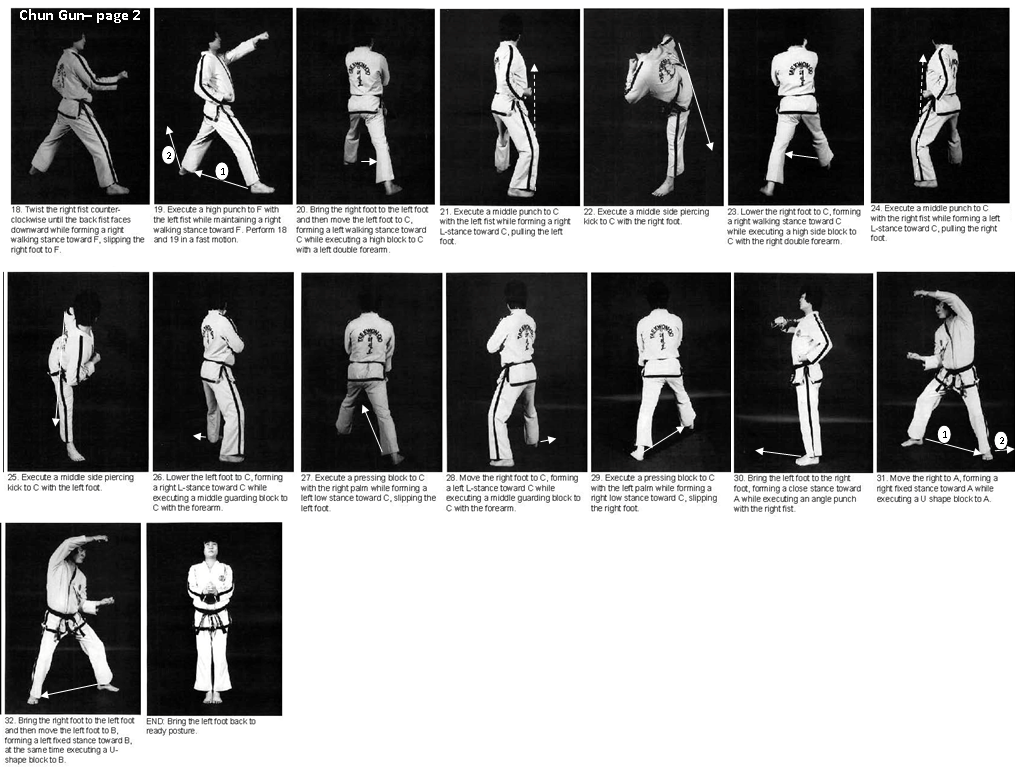 Chun Gun– page 2
18. Twist the right fist counter-
clockwise until the back fist faces
downward while forming a right
walking stance toward F, slipping the
right foot to F.
2
1
19. Execute a high punch to F with
the left fist while maintaining a right
walking stance toward F. Perform 18
and 19 in a fast motion.
20. Bring the right foot to the left foot
and then move the left foot to C,
forming a left walking stance toward
C while executing a high block to C
with a left double forearm.
21. Execute a middle punch to C
with the left fist while forming a right
L-stance toward C, pulling the left
foot.
22. Execute a middle side piercing
kick to C with the right foot.
23. Lower the right foot to C, forming
a right walking stance toward C
while executing a high side block to
C with the right double forearm.
24. Execute a middle punch to C
with the right fist while forming a left
L-stance toward C, pulling the right
foot.
25. Execute a middle side piercing
kick to C with the left foot.
26. Lower the left foot to C, forming
a right L-stance toward C while
executing a middle guarding block to
C with the forearm.
27. Execute a pressing block to C
with the right palm while forming a
left low stance toward C, slipping the
left foot.
28. Move the right foot to C, forming
a left L-stance toward C while
executing a middle guarding block to
C with the forearm.
29. Execute a pressing block to C
with the left palm while forming a
right low stance toward C, slipping
the right foot.
30. Bring the left foot to the right
foot, forming a close stance toward
A while executing an angle punch
with the right fist.
1
2
31. Move the right to A, forming a
right fixed stance toward A while
executing a U shape block to A.
32. Bring the right foot to the left foot
and then move the left foot to B,
forming a left fixed stance toward B,
at the same time executing a U-
shape block to B.
END: Bring the left foot back to
ready posture.